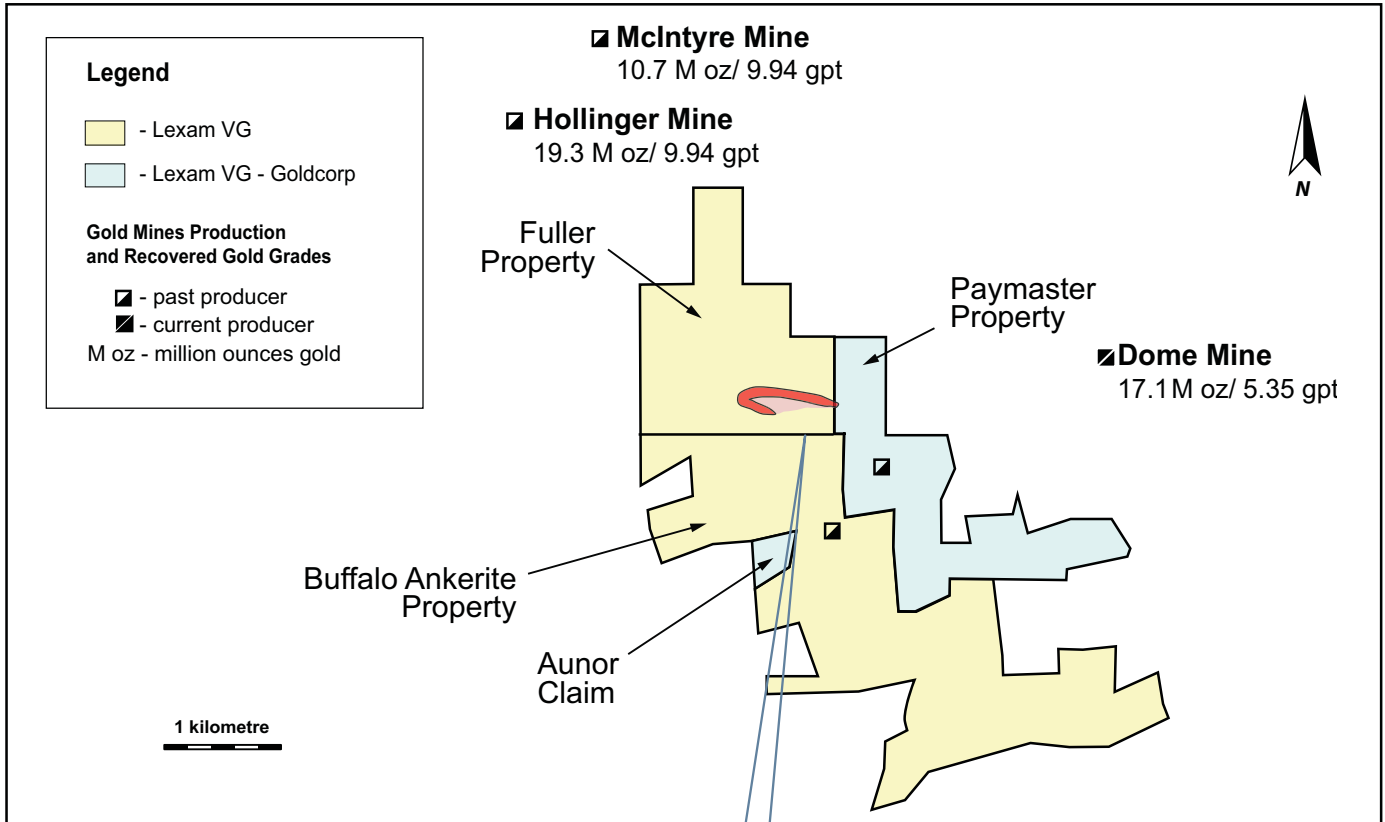 McIntyre Mine
10.7 M oz/ 9.94 gpt
Hollinger Mine
19.3 M oz/ 9.94 gpt
Legend
- Lexam VG
- Lexam VG - Goldcorp
Gold Mines Production
and Recovered Gold Grades
- past producer
- current producer
M oz - million ounces gold
N
Fuller
Property
Paymaster
Property
Dome Mine
17.1 M oz/ 5.35 gpt
Buffalo Ankerite
Property
Aunor
Claim
1 kilometre